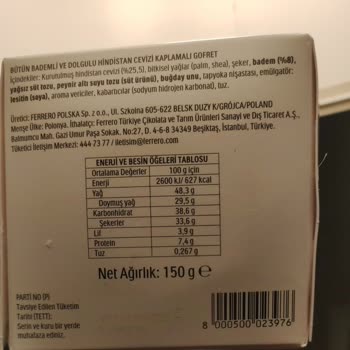 BÜTÜN BADEMLİ VE DOLGULU HİNDİSTAN CEVİZİ KAPLAMALI GOFRET
İçindekiler: Kurutulmuş hindistan cevizi (%25,5), bitkisel yağlar (palm, shea), şeker, badem (%8),
yağsız süt tozu, peynir altı suyu tozu (süt ürünü), buğday unu, tapyoka nişastası, emülgatör:
lesitin (soya), aroma vericiler, kabartıcılar (sodyum hidrojen karbonat), tuz.
Üretici: FERRERO POLSKA Sp. z o.o., Ul. Szkolna 605-622 BELSK DUZY K/GRÓJCA/POLAND
Menşe Ülke: Polonya. İthalatçı: Ferrero Türkiye Çikolata ve Tarım Ürünleri Sanayi ve Dış Ticaret A.Ş.,
Balmumcu Mah. Gazi Umur Paşa Sokak. No:27, D. 4-6-8 34349 Beşiktaş, İstanbul, Türkiye.
Tüketici İletişim Merkezi: 444 73 77 / iletisim@ferrero.com
ENERJİ VE BESİN ÖĞELERİ TABLOSU
Ortalama Değerler 100 g için
Enerji 2600 kJ/ 627 kcal
Yağ 48,3 g
Doymuş yağ 29,5 g
Karbonhidrat 38,6 g
Şekerler 33,6 g
Lif 3,9 g
Protein 7,4 g
Tuz 0,267 g
Net Ağırlık: 150 g e
PARTİ NO (P)
Tavsiye Edilen Tüketim
Tarihi (TETT):
Serin ve kuru bir yerde
muhafaza ediniz.
8 000500 023976